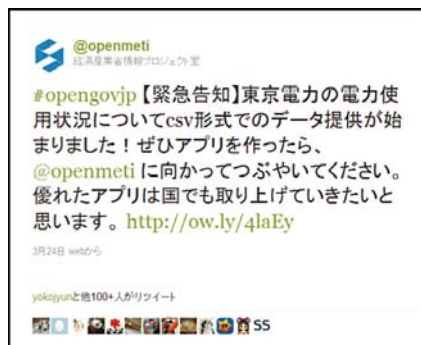 @openmeti
経済産業省情報プロジェクト室
#opengovjp 【緊急告知】東京電力の電力使
用状況についてcsv形式でのデータ提供が始
まりました！ぜひアプリを作ったら、
@openmeti に向かってつぶやいてください。
優れたアプリは国でも取り上げていきたいと
思います。 http://ow.ly/4laEy
3月24日 webから
yokojyunと他100+人がリツイート
SS